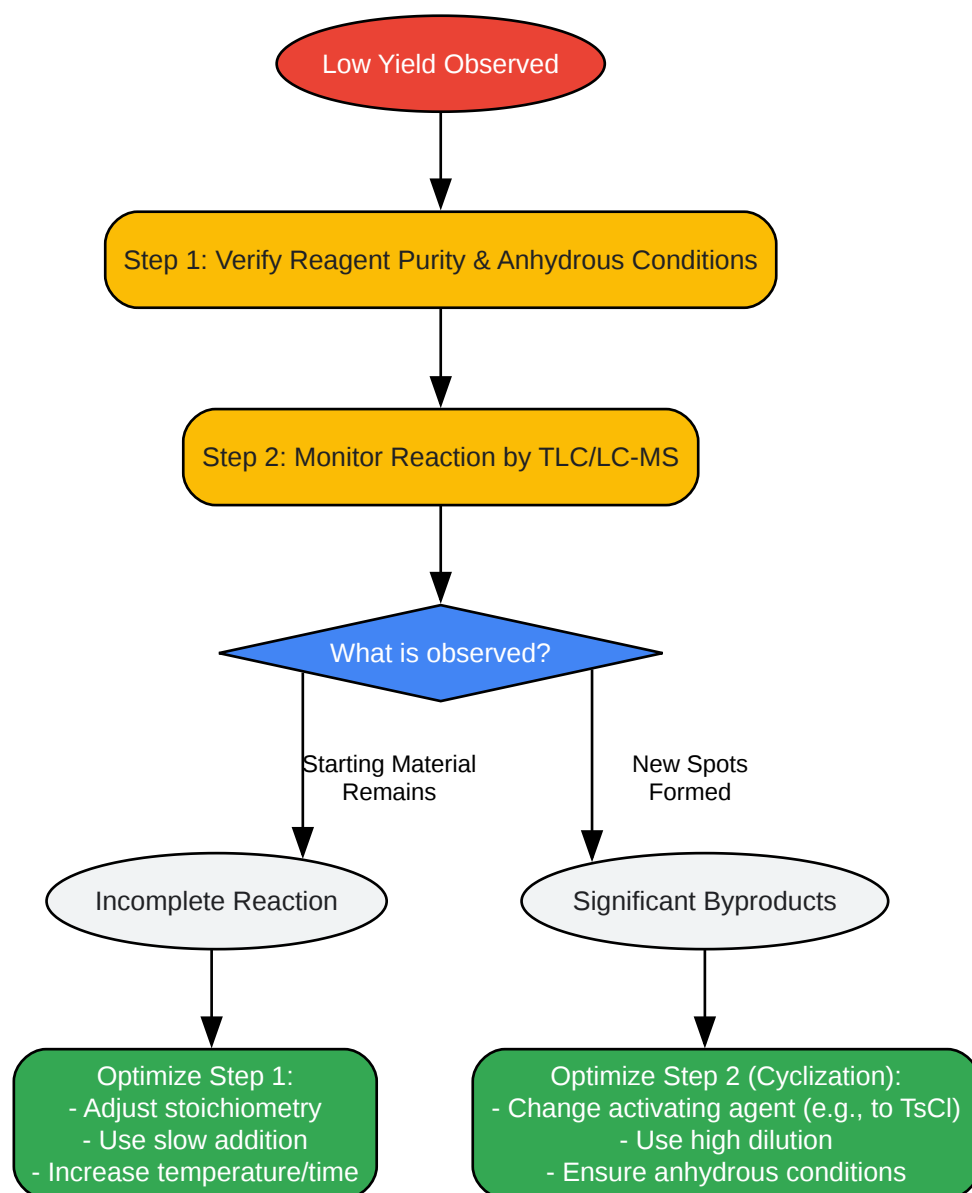 Low Yield Observed
Step 1: Verify Reagent Purity & Anhydrous Conditions
Step 2: Monitor Reaction by TLC/LC-MS
What is observed?
Starting Material
Remains
New Spots
Formed
Incomplete Reaction
Significant Byproducts
Optimize Step 1:
- Adjust stoichiometry
- Use slow addition
- Increase temperature/time
Optimize Step 2 (Cyclization):
- Change activating agent (e.g., to TsCl)
- Use high dilution
- Ensure anhydrous conditions